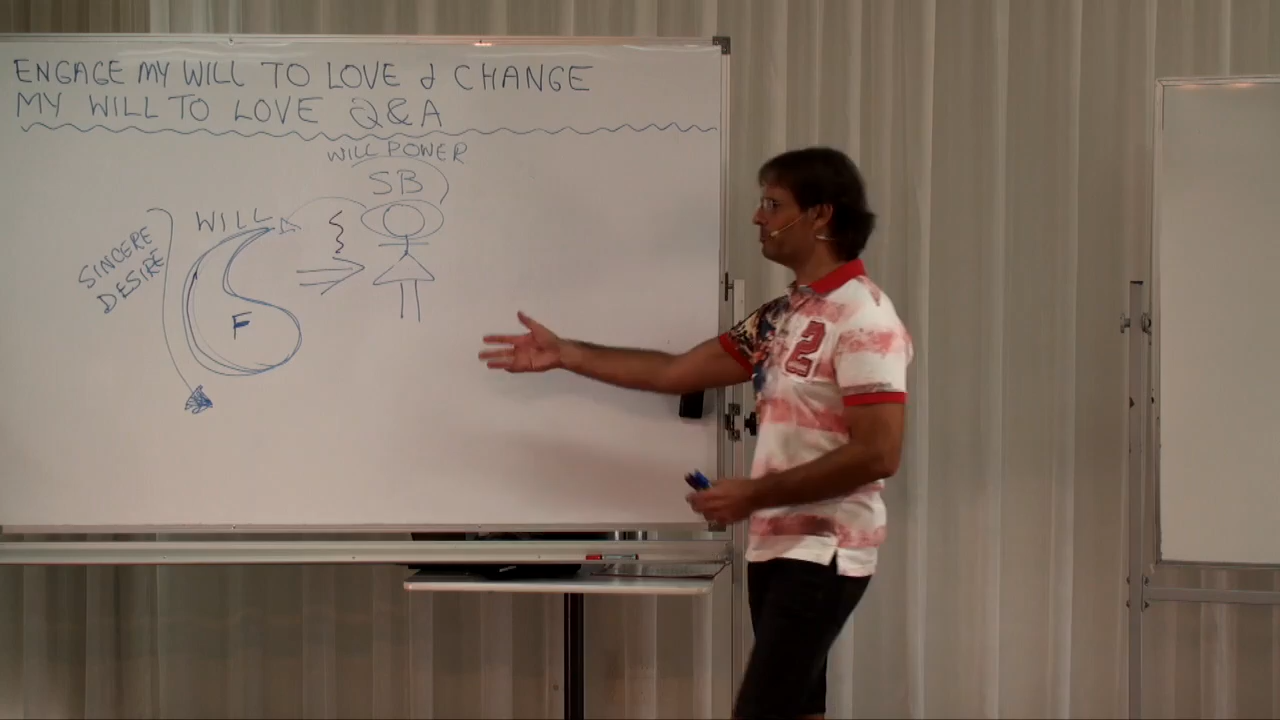 ENGAGE MY WILL TO LOVE & CHANGE
MY WILL TO LOVE Q&A
WILL POWER
SB
WILL
SINCERE
DESIRE
F
2